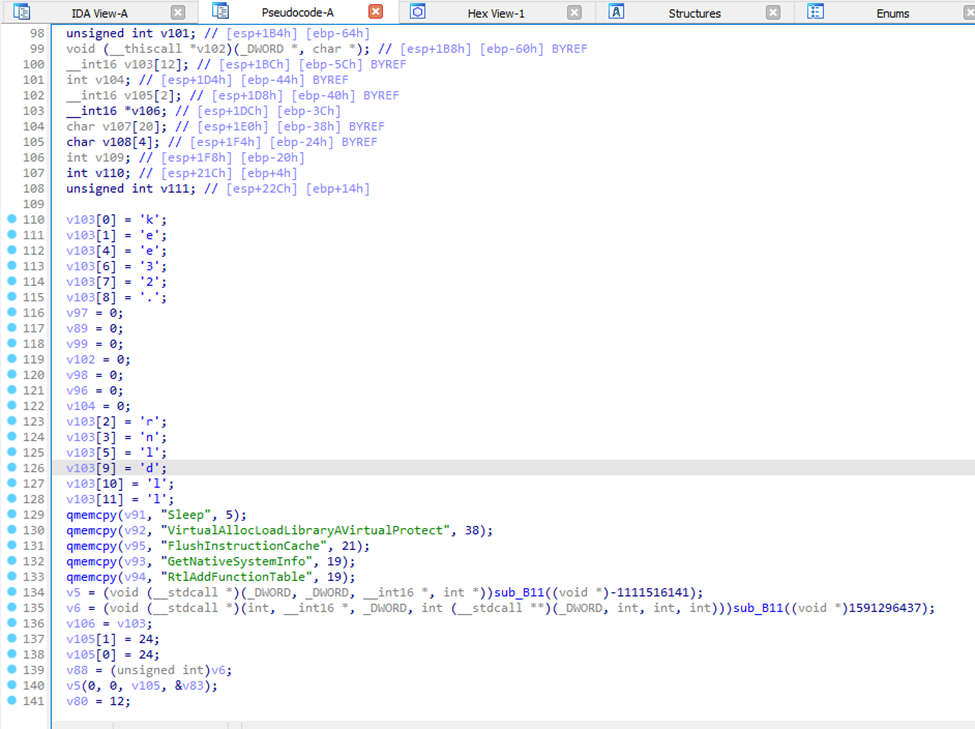 IDA View-A Pseudocode-A Hex View-1 A Structures Enums
98 unsigned int v101; // [esp+1B4h] [ebp-64h]
99 void (__thiscall *v102)(_DWORD *, char *); // [esp+1B8h] [ebp-60h] BYREF
100 __int16 v103[12]; // [esp+1BCh] [ebp-5Ch] BYREF
101 int v104; // [esp+1D4h] [ebp-44h] BYREF
102 __int16 v105[2]; // [esp+1D8h] [ebp-40h] BYREF
103 __int16 *v106; // [esp+1DCh] [ebp-3Ch]
104 char v107[20]; // [esp+1E0h] [ebp-38h] BYREF
105 char v108[4]; // [esp+1F4h] [ebp-24h] BYREF
106 int v109; // [esp+1F8h] [ebp-20h]
107 int v110; // [esp+21Ch] [ebp+4h]
108 unsigned int v111; // [esp+22Ch] [ebp+14h]
109
110 v103[0] = 'k';
111 v103[1] = 'e';
112 v103[4] = 'e';
113 v103[6] = '3';
114 v103[7] = '2';
115 v103[8] = '.';
116 v97 = 0;
117 v89 = 0;
118 v99 = 0;
119 v102 = 0;
120 v98 = 0;
121 v96 = 0;
122 v104 = 0;
123 v103[2] = 'r';
124 v103[3] = 'n';
125 v103[5] = 'l';
126 v103[9] = 'd';
127 v103[10] = 'l';
128 v103[11] = 'l';
129 qmemcpy(v91, "Sleep", 5);
130 qmemcpy(v92, "VirtualAllocLoadLibraryAVirtualProtect", 38);
131 qmemcpy(v95, "FlushInstructionCache", 21);
132 qmemcpy(v93, "GetNativeSystemInfo", 19);
133 qmemcpy(v94, "RtlAddFunctionTable", 19);
134 v5 = (void (__stdcall *)(_DWORD, _DWORD, __int16 *, int *))sub_B11((void *)-1111516141);
135 v6 = (void (__stdcall *)(int, __int16 *, _DWORD, int (__stdcall **)(_DWORD, int, int, int)))sub_B11((void *)1591296437);
136 v106 = v103;
137 v105[1] = 24;
138 v105[0] = 24;
139 v88 = (unsigned int)v6;
140 v5(0, 0, v105, &v83);
141 v80 = 12;